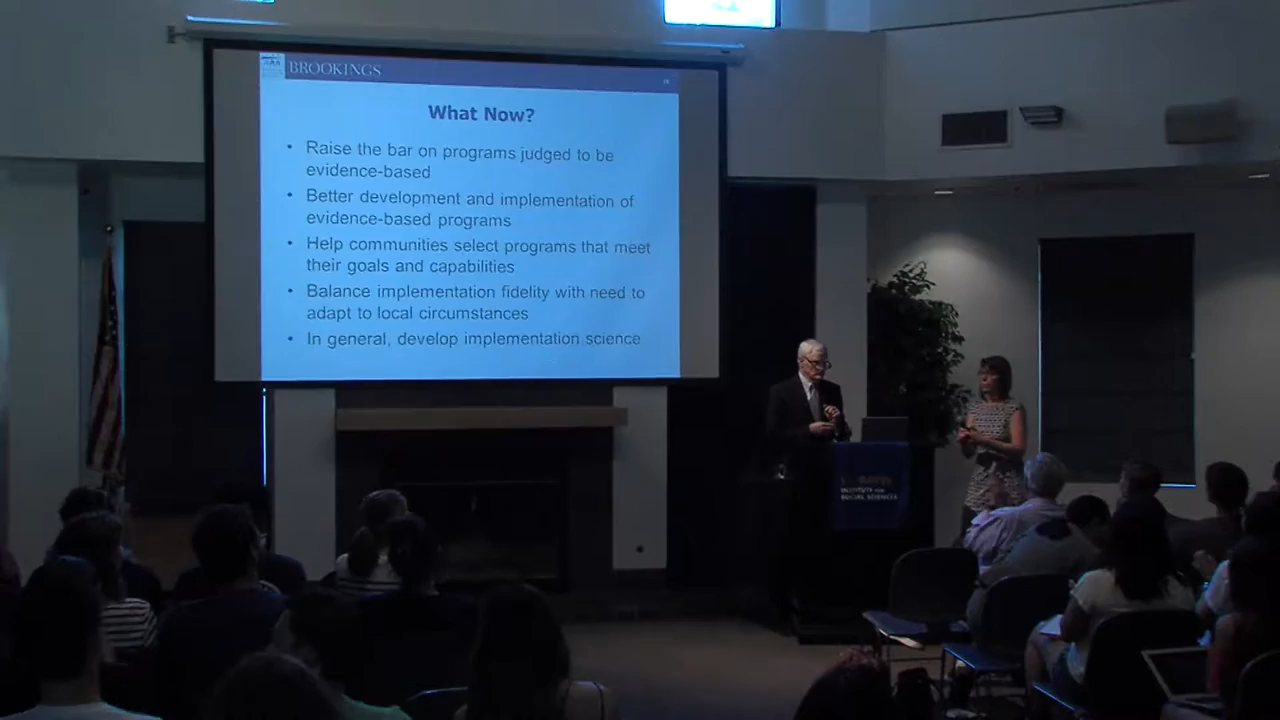 BROOKINGS
What Now?
• Raise the bar on programs judged to be
evidence-based
• Better development and implementation of
evidence-based programs
• Help communities select programs that meet
their goals and capabilities
• Balance implementation fidelity with need to
adapt to local circumstances
• In general, develop implementation science
INSTITUTE FOR
SOCIAL SCIENCES